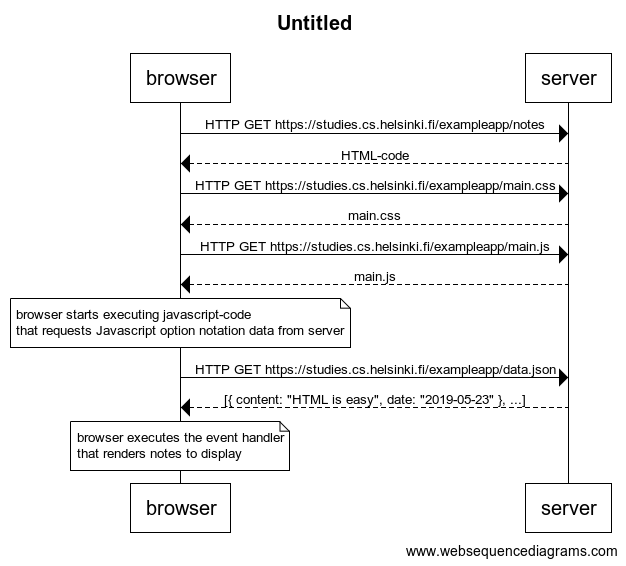 Untitled
browser
server
HTTP GET https://studies.cs.helsinki.fi/exampleapp/notes
HTML-code
HTTP GET https://studies.cs.helsinki.fi/exampleapp/main.css
main.css
HTTP GET https://studies.cs.helsinki.fi/exampleapp/main.js
main.js
browser starts executing javascript-code
that requests Javascript option notation data from server
HTTP GET https://studies.cs.helsinki.fi/exampleapp/data.json
[{ content: "HTML is easy", date: "2019-05-23" }, ...]
browser executes the event handler
that renders notes to display
browser
server
www.websequencediagrams.com